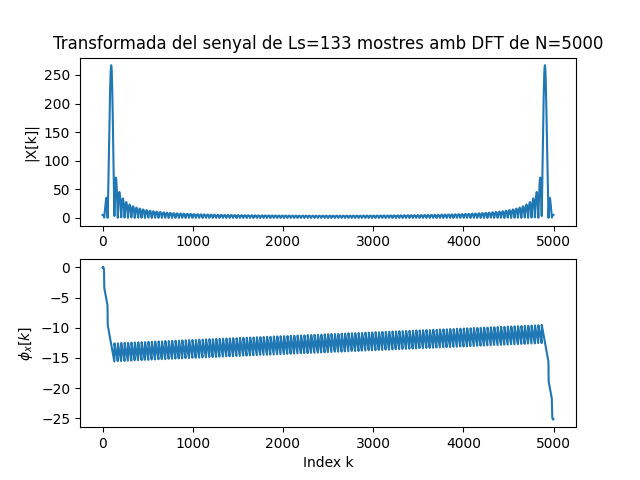 Transformada del senyal de Ls=133 mostres amb DFT de N=5000
|X[k]|
250
200
150
100
50
0
0 1000 2000 3000 4000 5000
ϕx[k]
0
−5
−10
−15
−20
−25
0 1000 2000 3000 4000 5000
Index k